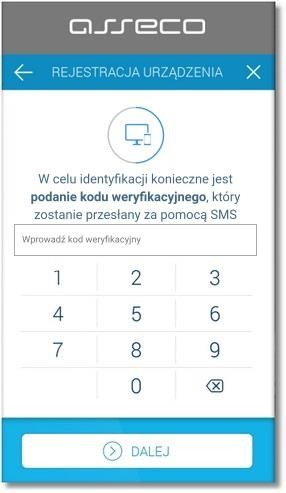 asseco
REJESTRACJA URZĄDZENIA
W celu identyfikacji konieczne jest
podanie kodu weryfikacyjnego, który
zostanie przesłany za pomocą SMS
Wprowadź kod weryfikacyjny
1 2 3
4 5 6
7 8 9
0
DALEJ